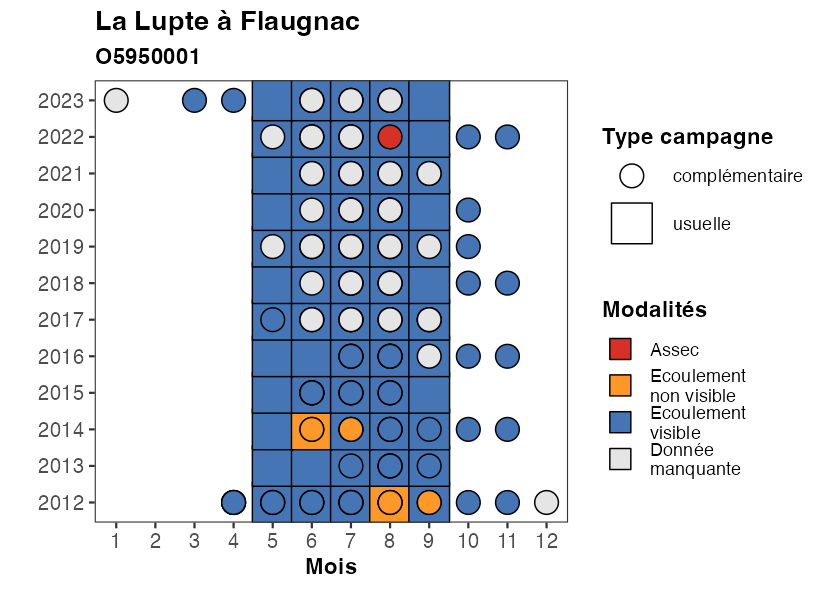 La Lupte à Flaugnac
O5950001
2023
2022
2021
2020
2019
2018
2017
2016
2015
2014
2013
2012
1 2 3 4 5 6 7 8 9 10 11 12
Mois
Type campagne
complémentaire
usuelle
Modalités
Assec
Ecoulement
non visible
Ecoulement
visible
Donnée
manquante